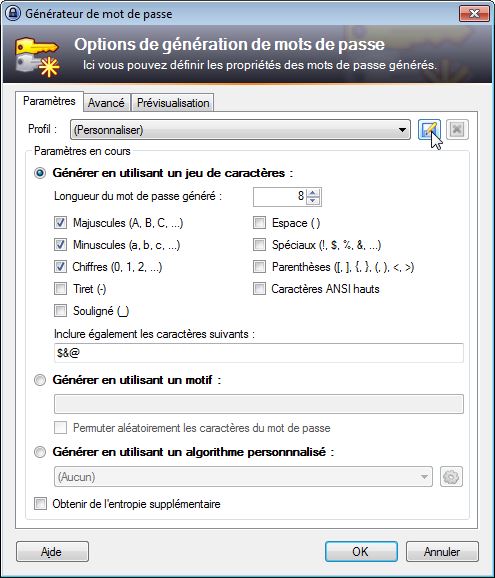 Générateur de mot de passe
Options de génération de mots de passe
Ici vous pouvez définir les propriétés des mots de passe générés.
Paramètres Avancé Prévisualisation
Profil : (Personnaliser)
Paramètres en cours
Générer en utilisant un jeu de caractères :
Longueur du mot de passe généré : 8
Majuscules (A, B, C, ...) Espace ( )
Minuscules (a, b, c, ...) Spéciaux (!, $, %, &, ...)
Chiffres (0, 1, 2, ...) Parenthèses ([, ], {, }, (, ), <, >)
Tiret (-) Caractères ANSI hauts
Souligné (_)
Inclure également les caractères suivants :
$&@
Générer en utilisant un motif :
Permuter aléatoirement les caractères du mot de passe
Générer en utilisant un algorithme personnnalisé :
(Aucun)
Obtenir de l'entropie supplémentaire
Aide OK Annuler